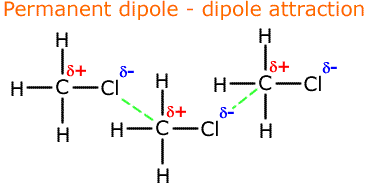 Permanent dipole - dipole attraction
H H
δ+ δ- δ+ δ-
H C Cl H H C Cl
δ+ δ-
H H C Cl H
H